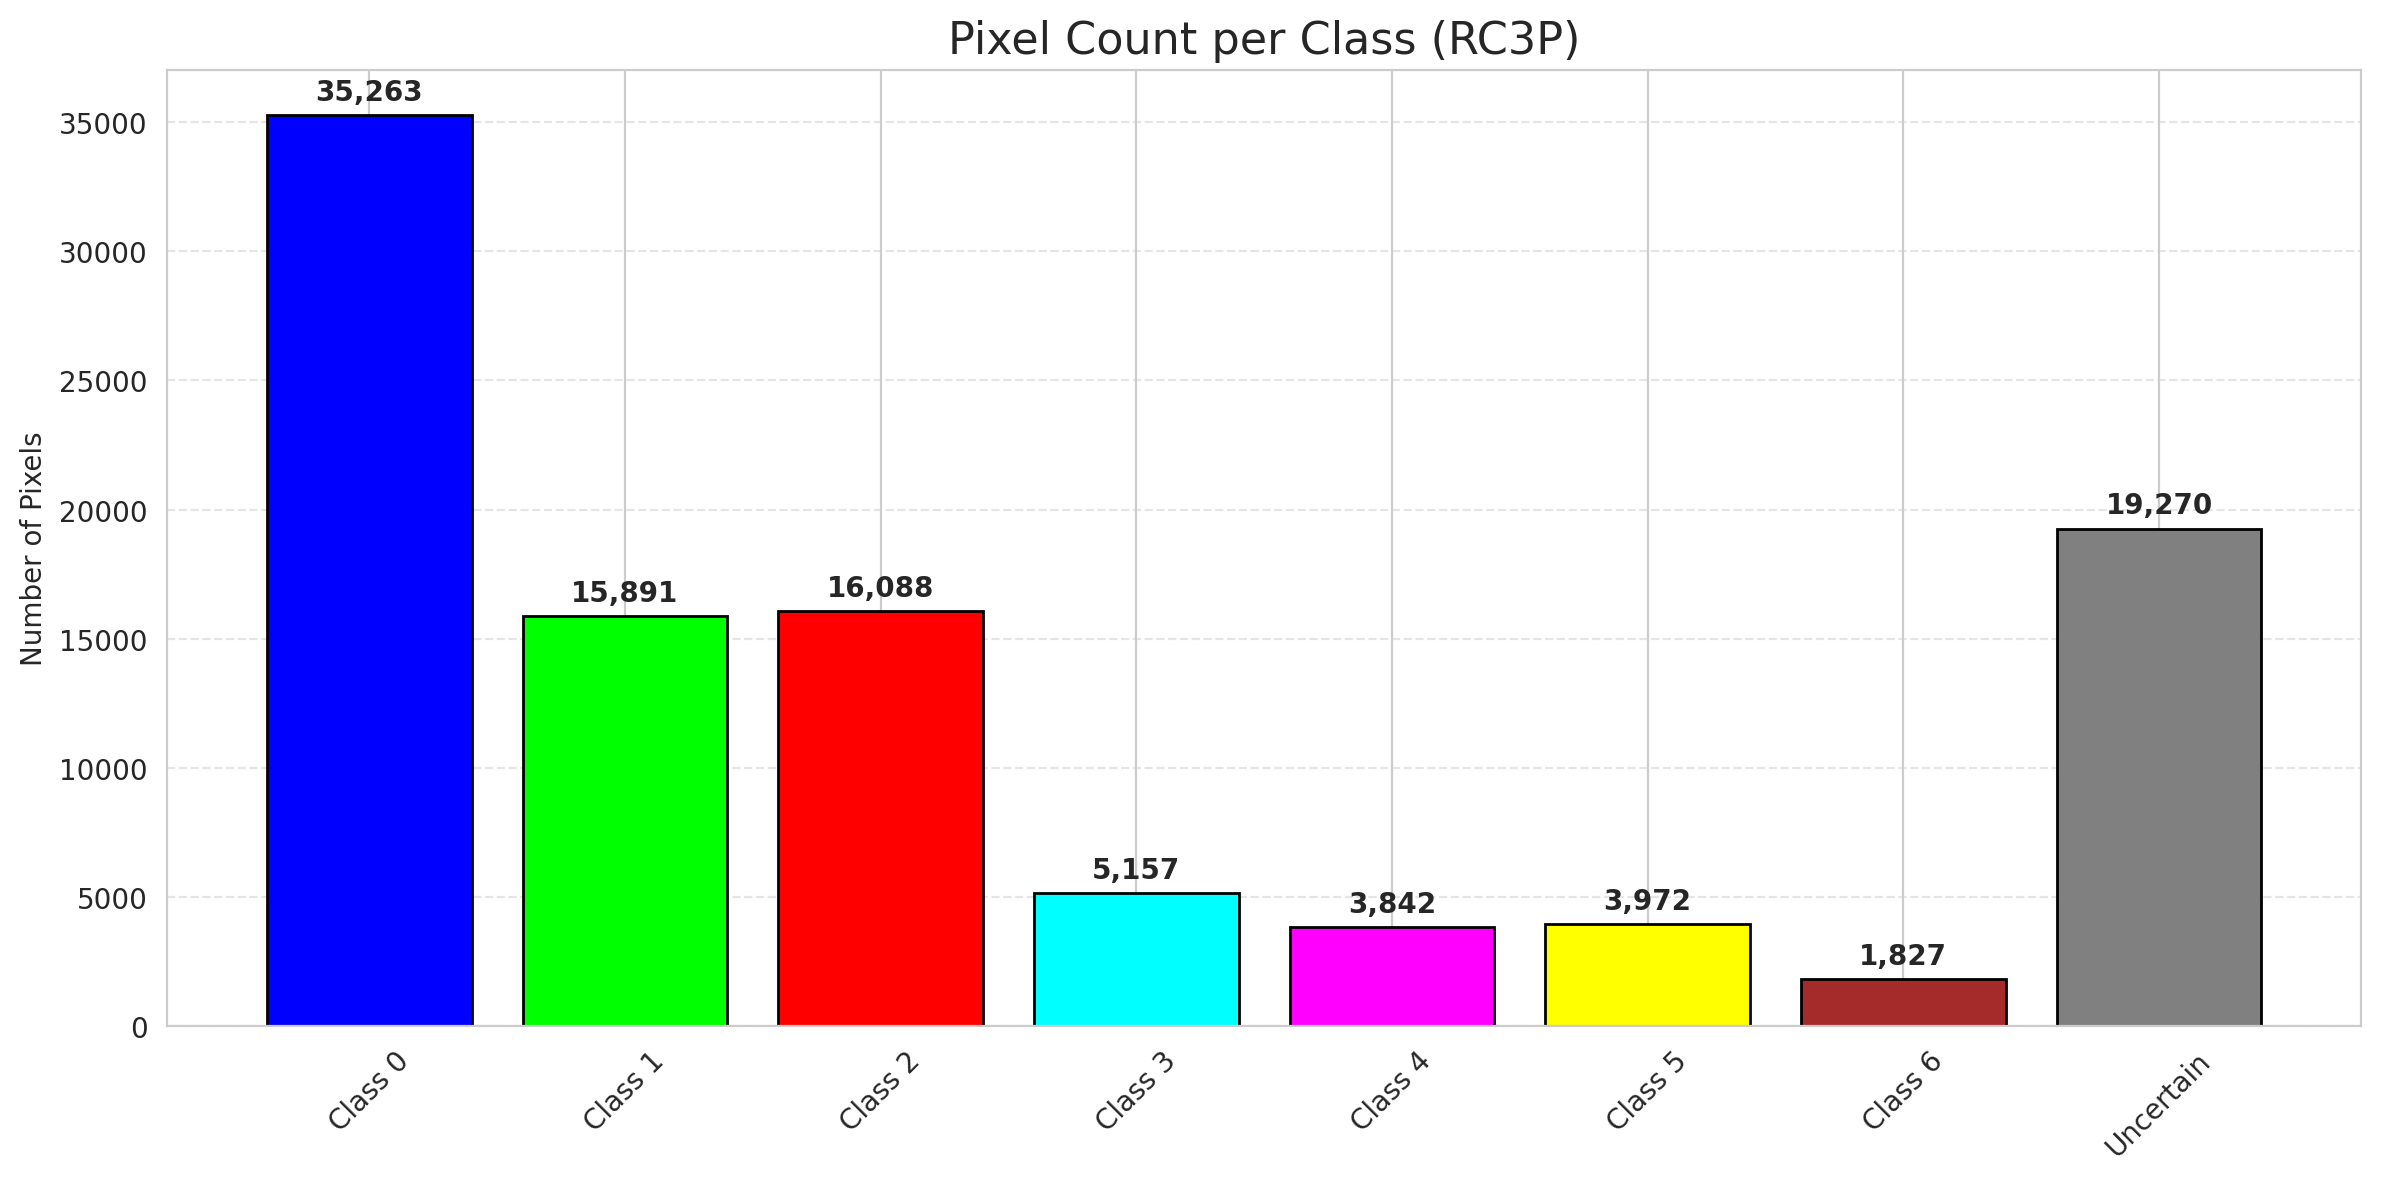 Pixel Count per Class (RC3P)
Number of Pixels
35000
30000
25000
20000
15000
10000
5000
0
35,263
15,891
16,088
5,157
3,842
3,972
1,827
19,270
Class 0
Class 1
Class 2
Class 3
Class 4
Class 5
Class 6
Uncertain